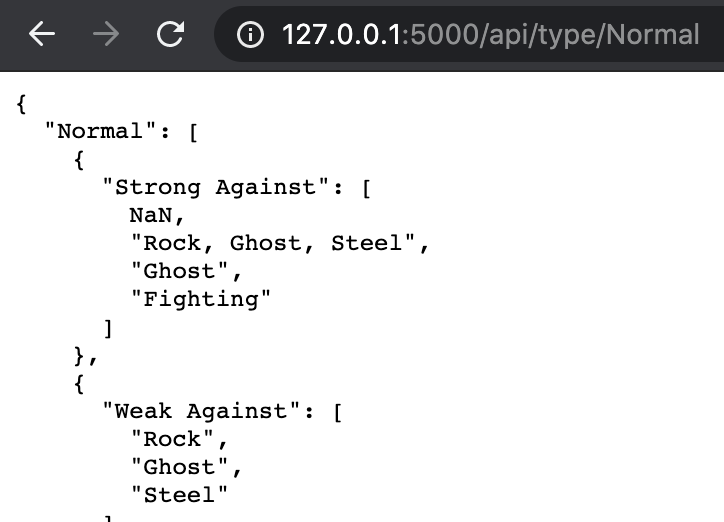 127.0.0.1:5000/api/type/Normal
{
  "Normal": [
    {
      "Strong Against": [
        NaN,
        "Rock, Ghost, Steel",
        "Ghost",
        "Fighting"
      ]
    },
    {
      "Weak Against": [
        "Rock",
        "Ghost",
        "Steel"
      ]